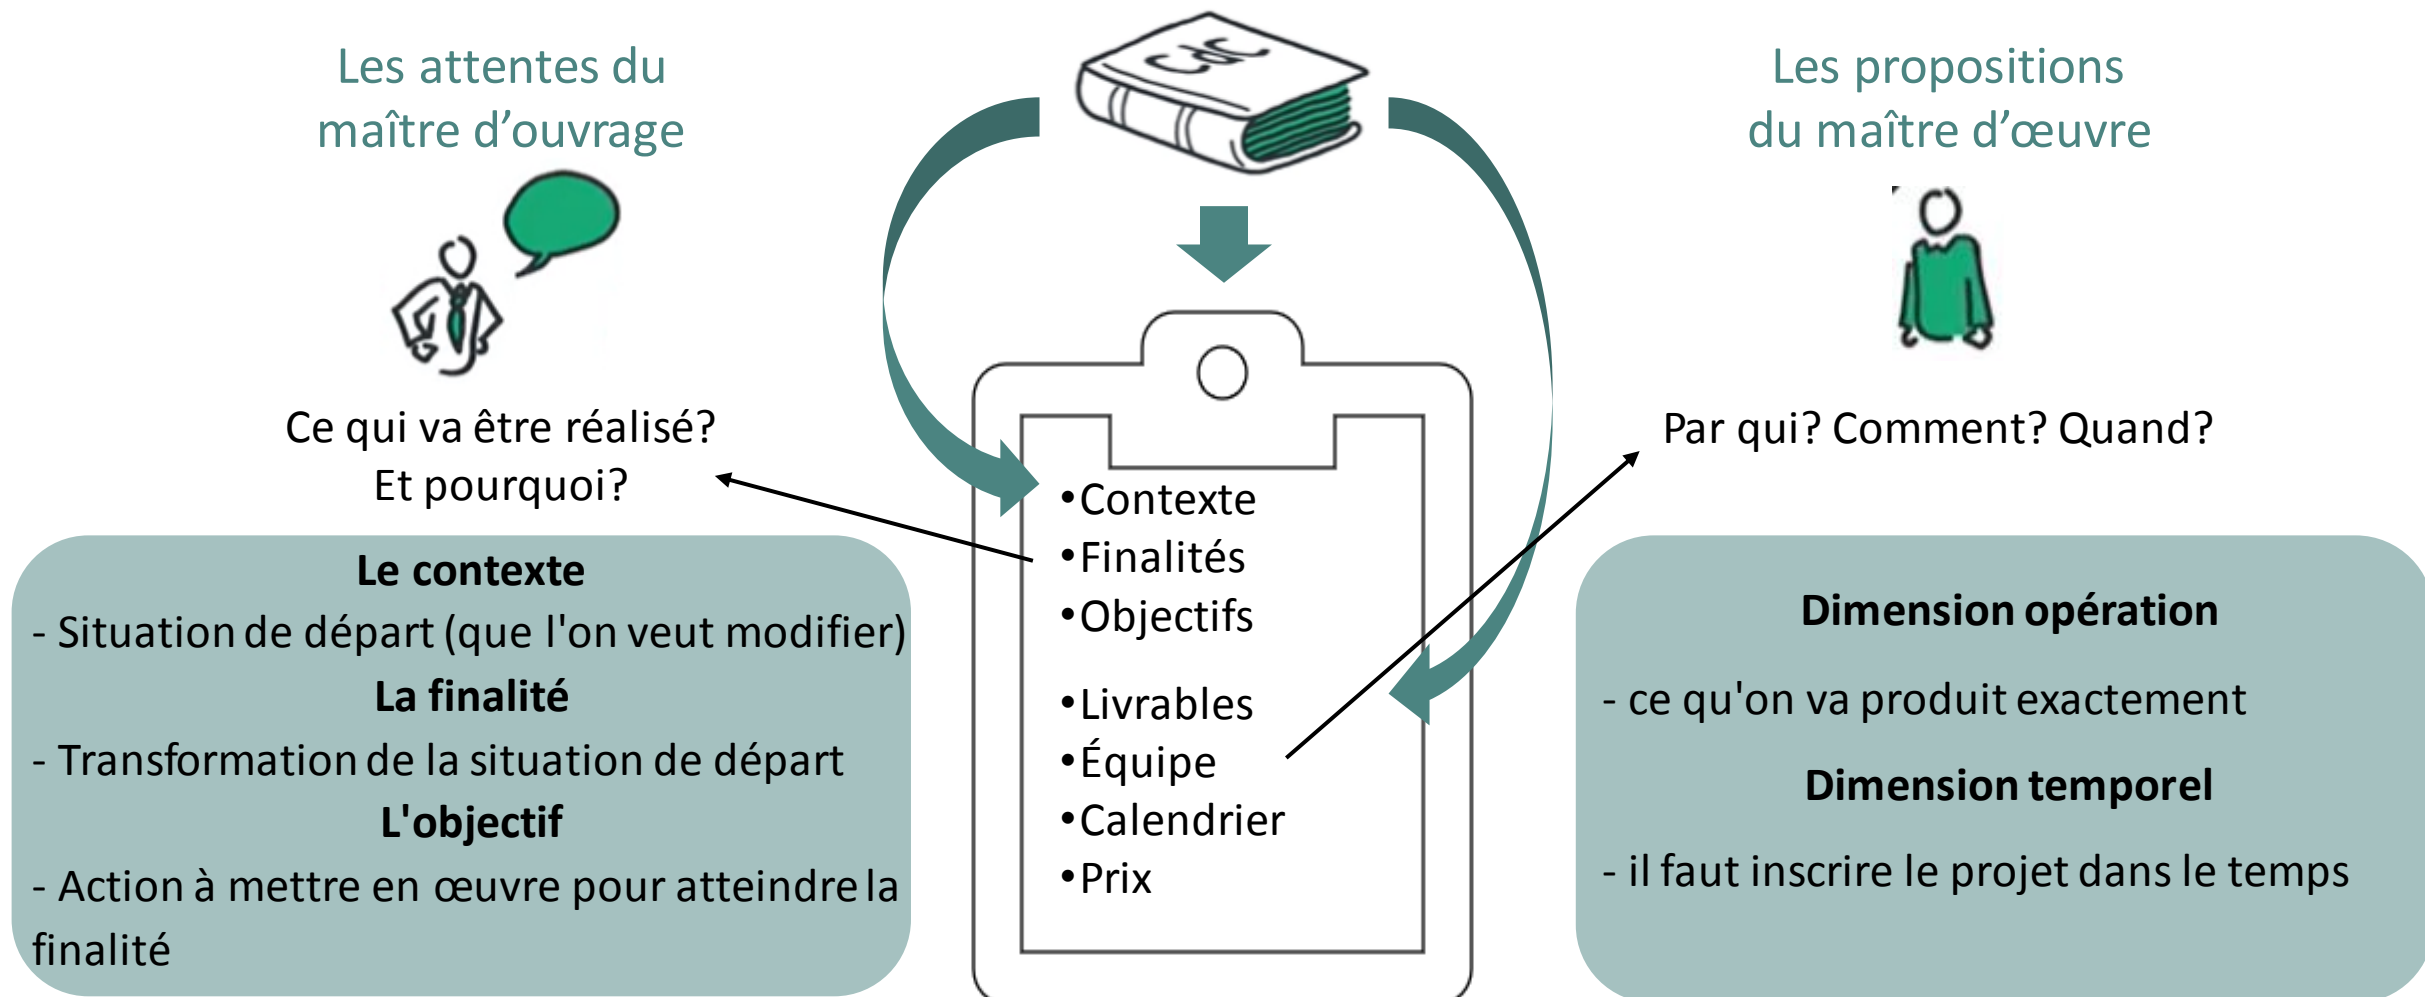 Les attentes du
maître d’ouvrage
CdC
Les propositions
du maître d’œuvre
Ce qui va être réalisé?
Et pourquoi?
Par qui? Comment? Quand?
•Contexte
•Finalités
•Objectifs
•Livrables
•Équipe
•Calendrier
•Prix
Le contexte
- Situation de départ (que l'on veut modifier)
La finalité
- Transformation de la situation de départ
L'objectif
- Action à mettre en œuvre pour atteindre la
finalité
Dimension opération
- ce qu'on va produit exactement
Dimension temporel
- il faut inscrire le projet dans le temps